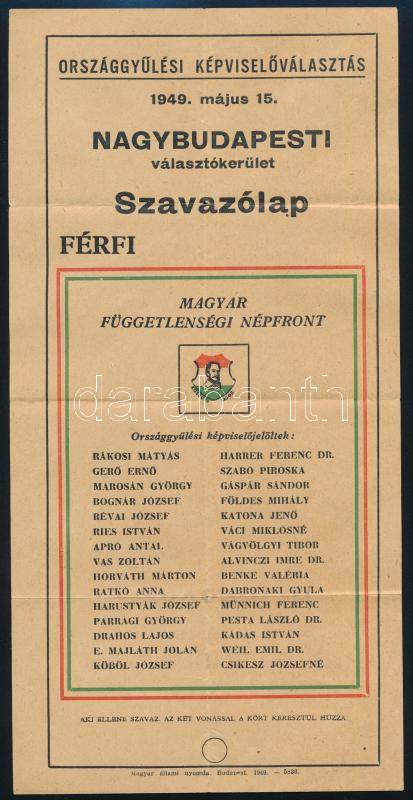 ORSZÁGGYŰLÉSI KÉPVISELŐVÁLASZTÁS
1949. május 15.
NAGYBUDAPESTI
választókerület
Szavazólap
FÉRFI
MAGYAR
FÜGGETLENSÉGI NÉPFRONT
darabanth
Országgyűlési képviselőjelöltek:
RÁKOSI MÁTYÁS
GERŐ ERNŐ
MAROSÁN GYÖRGY
BOGNÁR JÓZSEF
RÉVAI JÓZSEF
RIES ISTVÁN
APRÓ ANTAL
VAS ZOLTÁN
HORVÁTH MÁRTON
RATKÓ ANNA
HARUSTYÁK JÓZSEF
PARRAGI GYÖRGY
DRAHOS LAJOS
E. MAJLÁTH JOLÁN
KÖBÖL JÓZSEF
HARRER FERENC DR.
SZABÓ PIROSKA
GÁSPÁR SÁNDOR
FÖLDES MIHÁLY
KATONA JENŐ
VÁCI MIKLÓSNÉ
VÁGVÖLGYI TIBOR
ALVINCZI IMRE DR.
BENKE VALÉRIA
DABRONAKI GYULA
MÜNNICH FERENC
PESTA LÁSZLÓ DR.
KÁDAS ISTVÁN
WEIL EMIL DR.
CSIKESZ JÓZSEFNÉ
AKI ELLENE SZAVAZ, AZ KÉT VONÁSSAL A KÖRT KERESZTÜL HÚZZA
Magyar állami nyomda. Budapest, 1949. — 5828.